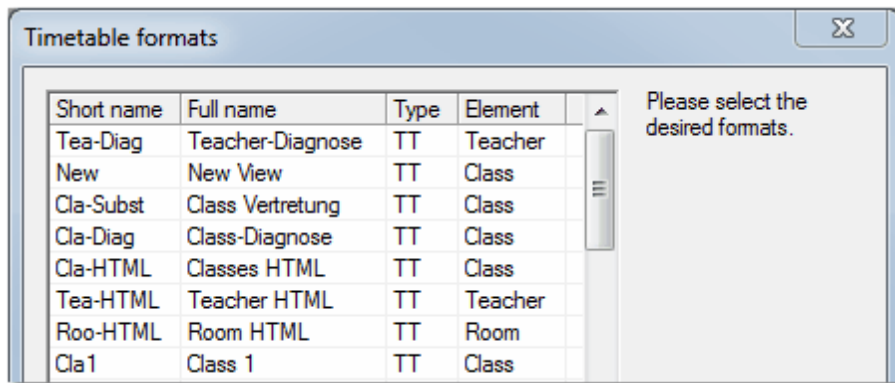 Timetable formats
Short name Full name Type Element
Please select the
desired formats.
Tea-Diag Teacher-Diagnose TT Teacher
New New View TT Class
Cla-Subst Class Vertretung TT Class
Cla-Diag Class-Diagnose TT Class
Cla-HTML Classes HTML TT Class
Tea-HTML Teacher HTML TT Teacher
Roo-HTML Room HTML TT Room
Cla1 Class 1 TT Class